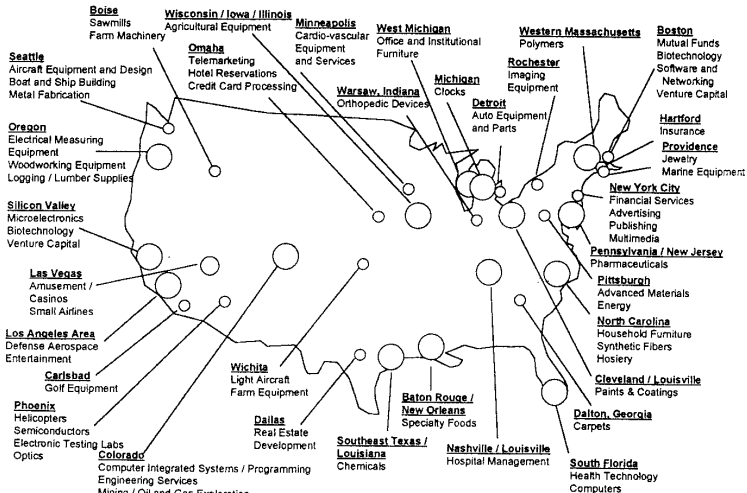 Boise
Sawmills
Farm Machinery
Wisconsin / Iowa / Illinois
Agricultural Equipment
Minneapolis
Cardio-vascular
Equipment
and Services
West Michigan
Office and Institutional
Furniture
Western Massachusetts
Polymers
Boston
Mutual Funds
Biotechnology
Software and
Networking
Venture Capital
Seattle
Aircraft Equipment and Design
Boat and Ship Building
Metal Fabrication
Omaha
Telemarketing
Hotel Reservations
Credit Card Processing
Warsaw, Indiana
Orthopedic Devices
Michigan
Clocks
Detroit
Auto Equipment
and Parts
Rochester
Imaging
Equipment
Hartford
Insurance
Providence
Jewelry
Marine Equipment
Oregon
Electrical Measuring
Equipment
Woodworking Equipment
Logging / Lumber Supplies
New York City
Financial Services
Advertising
Publishing
Multimedia
Silicon Valley
Microelectronics
Biotechnology
Venture Capital
Pennsylvania / New Jersey
Pharmaceuticals
Las Vegas
Amusement /
Casinos
Small Airlines
Pittsburgh
Advanced Materials
Energy
Los Angeles Area
Defense Aerospace
Entertainment
North Carolina
Household Furniture
Synthetic Fibers
Hosiery
Carlsbad
Golf Equipment
Wichita
Light Aircraft
Farm Equipment
Cleveland / Louisville
Paints & Coatings
Phoenix
Helicopters
Semiconductors
Electronic Testing Labs
Optics
Dallas
Real Estate
Development
Baton Rouge /
New Orleans
Specialty Foods
Dalton, Georgia
Carpets
Colorado
Computer Integrated Systems / Programming
Engineering Services
Mining / Oil and Gas Exploration
Southeast Texas /
Louisiana
Chemicals
Nashville / Louisville
Hospital Management
South Florida
Health Technology
Computers